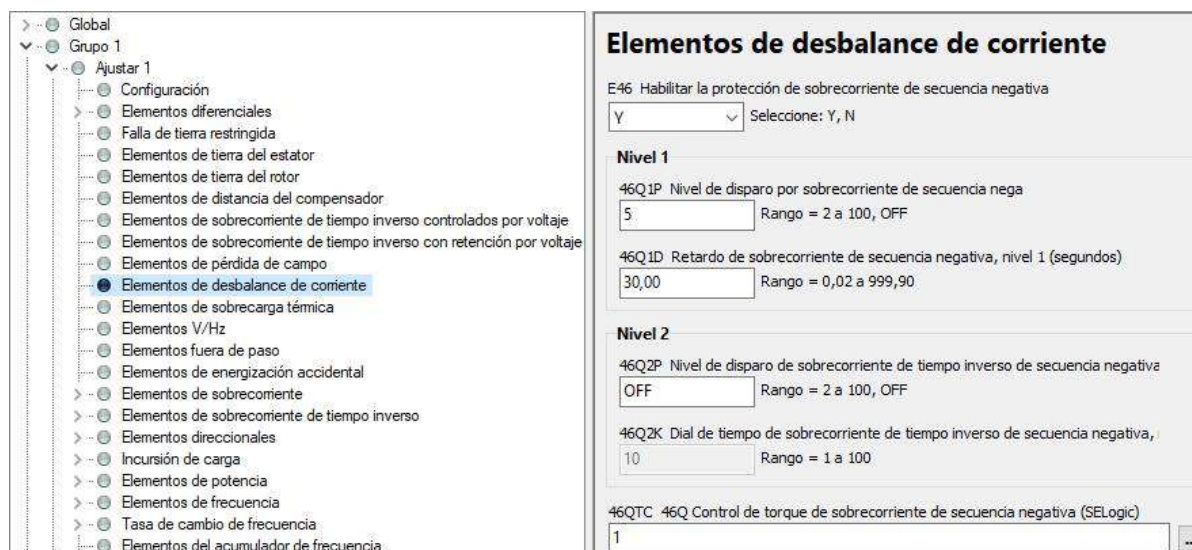 Global
Grupo 1
Ajustar 1
Configuración
Elementos diferenciales
Falla de tierra restringida
Elementos de tierra del estator
Elementos de tierra del rotor
Elementos de distancia del compensador
Elementos de sobrecorriente de tiempo inverso controlados por voltaje
Elementos de sobrecorriente de tiempo inverso con retención por voltaje
Elementos de pérdida de campo
Elementos de desbalance de corriente
Elementos de sobrecarga térmica
Elementos V/Hz
Elementos fuera de paso
Elementos de energización accidental
Elementos de sobrecorriente
Elementos de sobrecorriente de tiempo inverso
Elementos direccionales
Incursión de carga
Elementos de potencia
Elementos de frecuencia
Tasa de cambio de frecuencia
Elementos del acumulador de frecuencia
Elementos de desbalance de corriente
E46 Habilitar la protección de sobrecorriente de secuencia negativa
Y Seleccione: Y, N
Nivel 1
46Q1P Nivel de disparo por sobrecorriente de secuencia nega
5 Rango = 2 a 100, OFF
46Q1D Retardo de sobrecorriente de secuencia negativa, nivel 1 (segundos)
30,00 Rango = 0,02 a 999,90
Nivel 2
46Q2P Nivel de disparo de sobrecorriente de tiempo inverso de secuencia negativa
OFF Rango = 2 a 100, OFF
46Q2K Dial de tiempo de sobrecorriente de tiempo inverso de secuencia negativa,
10 Rango = 1 a 100
46QTC 46Q Control de torque de sobrecorriente de secuencia negativa (SELogic)
1 ...